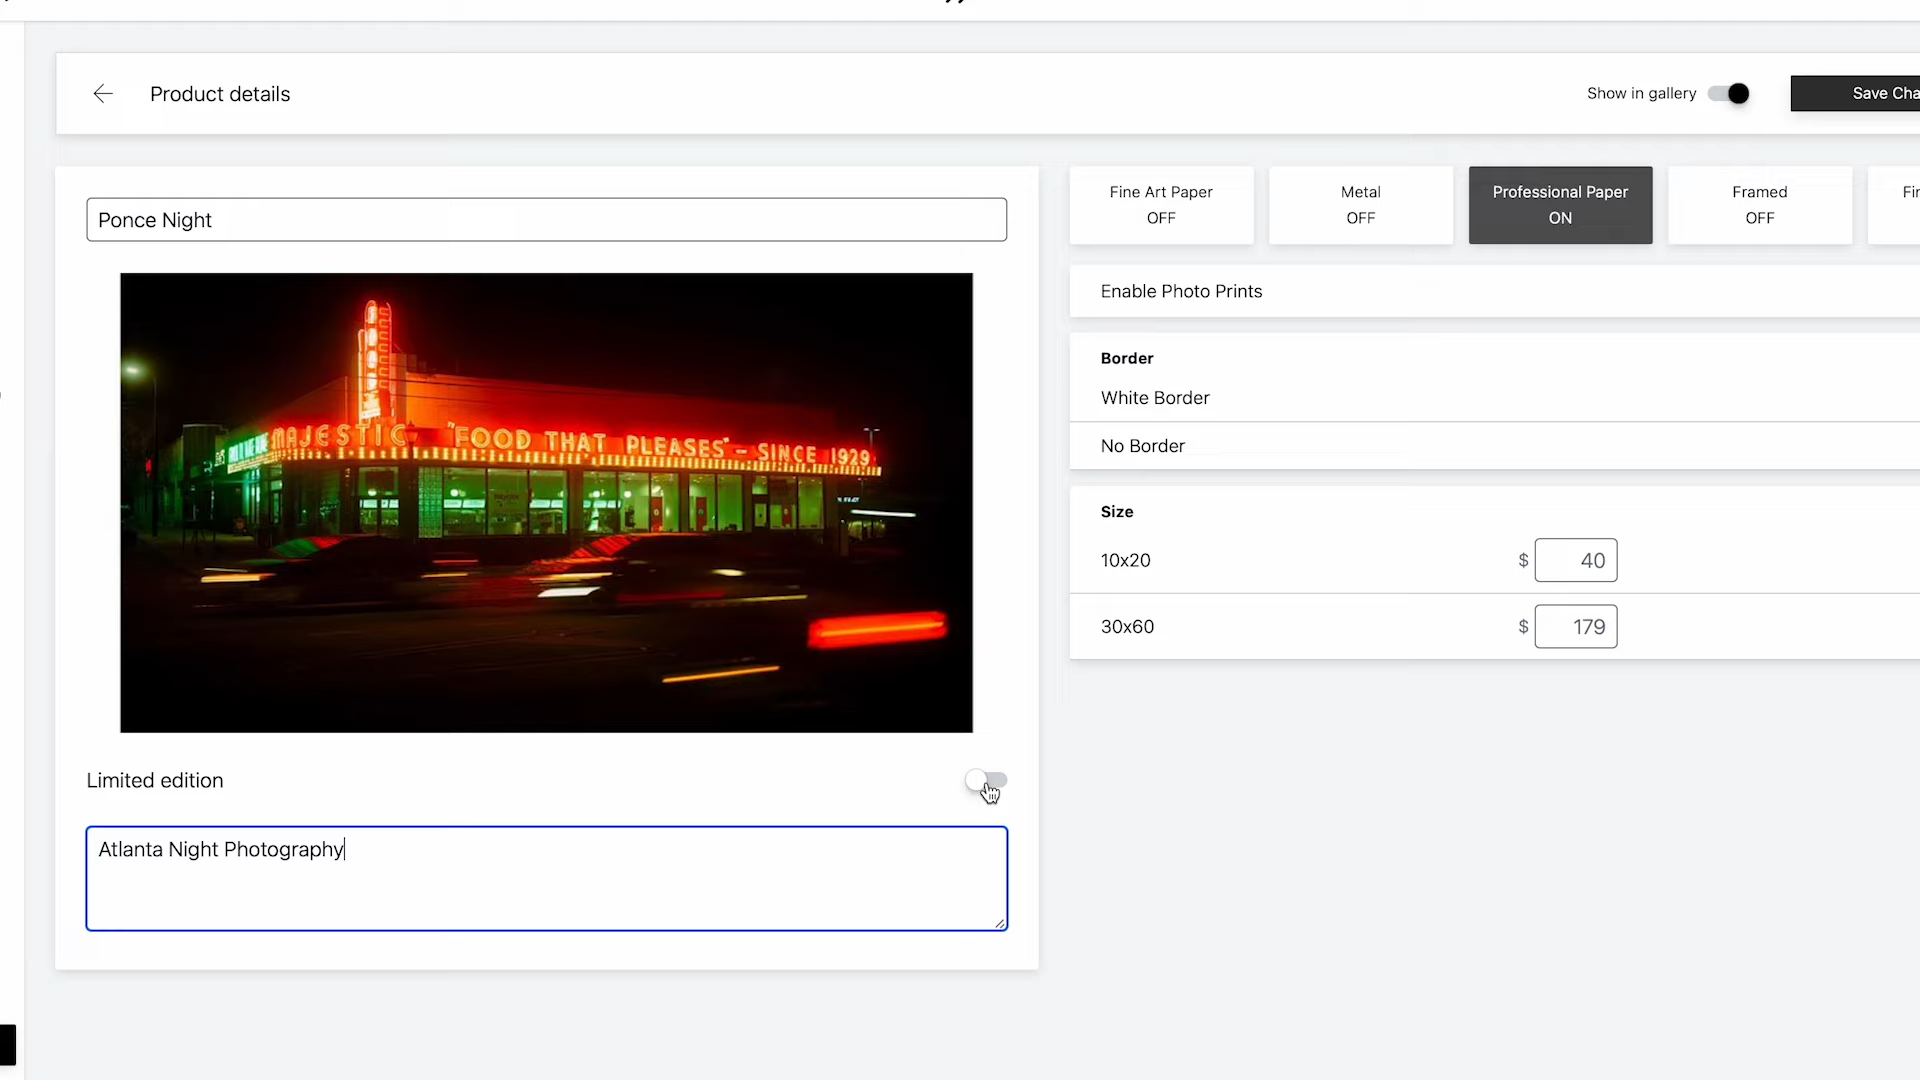 Product details
Show in gallery
Save Cha
Ponce Night
MAJESTIC "FOOD THAT PLEASES" - SINCE 1929
Limited edition
Atlanta Night Photography
Fine Art Paper
OFF
Metal
OFF
Professional Paper
ON
Framed
OFF
Enable Photo Prints
Border
White Border
No Border
Size
10x20
$ 40
30x60
$ 179